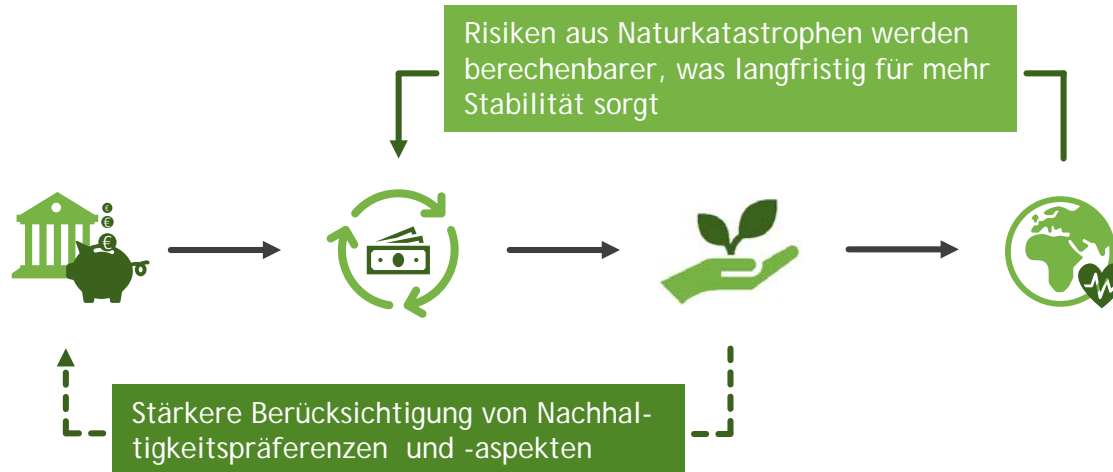 Risiken aus Naturkatastrophen werden
berechenbarer, was langfristig für mehr
Stabilität sorgt
€
€
€
Stärkere Berücksichtigung von Nachhal-
tigkeitspräferenzen und -aspekten